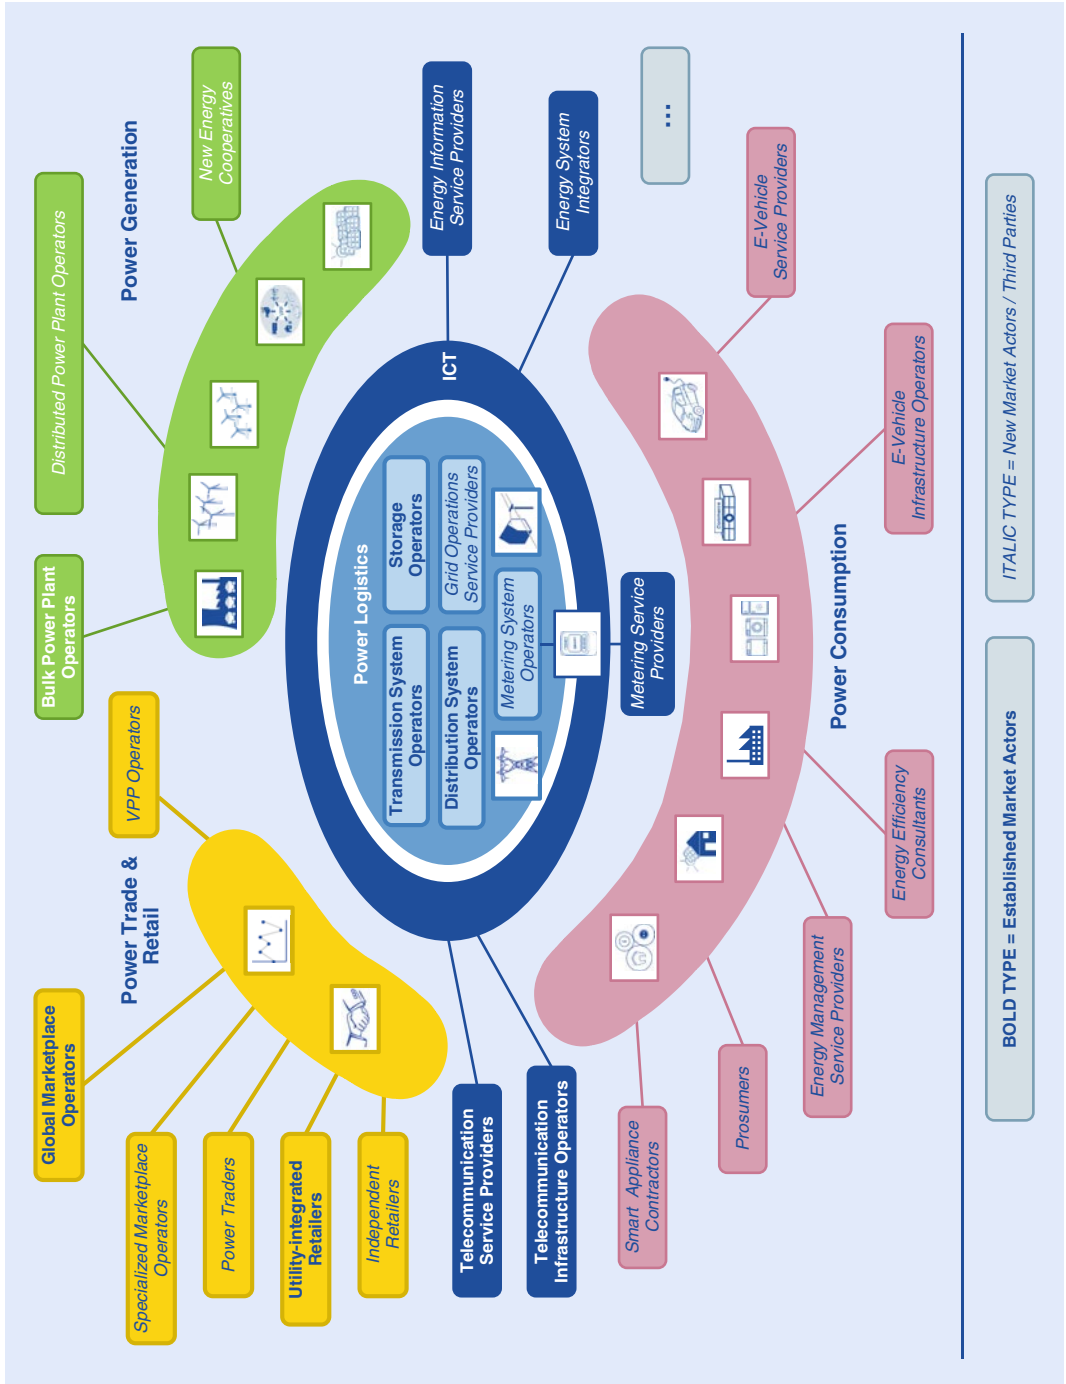 Global Marketplace
Operators
Bulk Power Plant
Operators
Distributed Power Plant Operators
Power Trade &
Retail
VPP Operators
Power Generation
Specialized Marketplace
Operators
New Energy
Cooperatives
Power Traders
Utility-integrated
Retailers
Independent
Retailers
Power Logistics
Transmission System
Operators
Storage
Operators
Distribution System
Operators
Grid Operations
Service Providers
Metering System
Operators
ICT
Energy Information
Service Providers
Telecommunication
Service Providers
Telecommunication
Infrastructure Operators
Energy System
Integrators
Metering Service
Providers
...
Smart Appliance
Contractors
Prosumers
E-Vehicle
Service Providers
Energy Management
Service Providers
Power Consumption
Energy Efficiency
Consultants
E-Vehicle
Infrastructure Operators
BOLD TYPE = Established Market Actors
ITALIC TYPE = New Market Actors / Third Parties